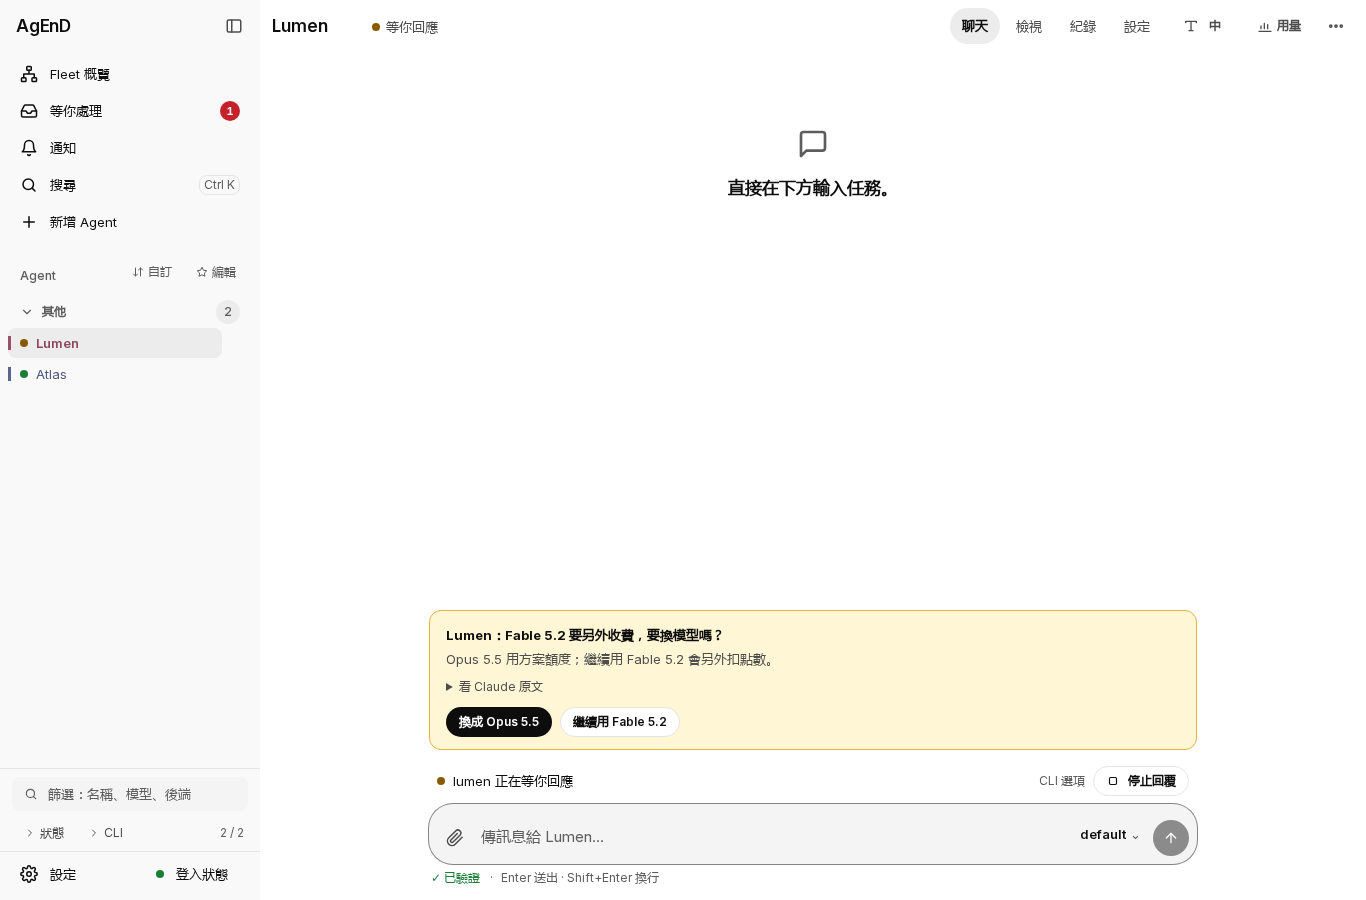 AgEnD
Fleet 概覽
等你處理 1
通知
搜尋 Ctrl K
新增 Agent
Agent 自訂 編輯
其他 2
Lumen
Atlas
篩選：名稱、模型、後端
狀態 CLI 2 / 2
設定 登入狀態
Lumen 等你回應 聊天 檢視 紀錄 設定 中 用量
直接在下方輸入任務。
Lumen：Fable 5.2 要另外收費，要換模型嗎？
Opus 5.5 用方案額度；繼續用 Fable 5.2 會另外扣點數。
看 Claude 原文
換成 Opus 5.5 繼續用 Fable 5.2
lumen 正在等你回應 CLI 選項 停止回覆
傳訊息給 Lumen... default
✓ 已驗證 · Enter 送出 · Shift+Enter 換行